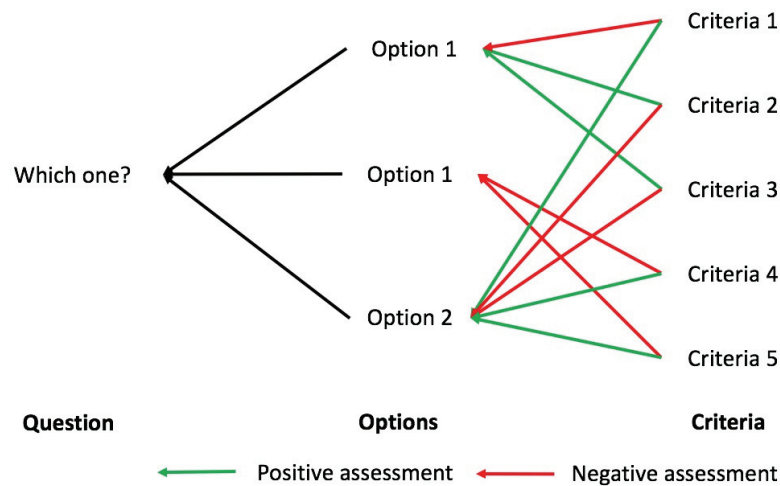 Criteria 1
Option 1
Criteria 2
Which one?
Option 1
Criteria 3
Criteria 4
Option 2
Criteria 5
Question
Options
Criteria
Positive assessment
Negative assessment